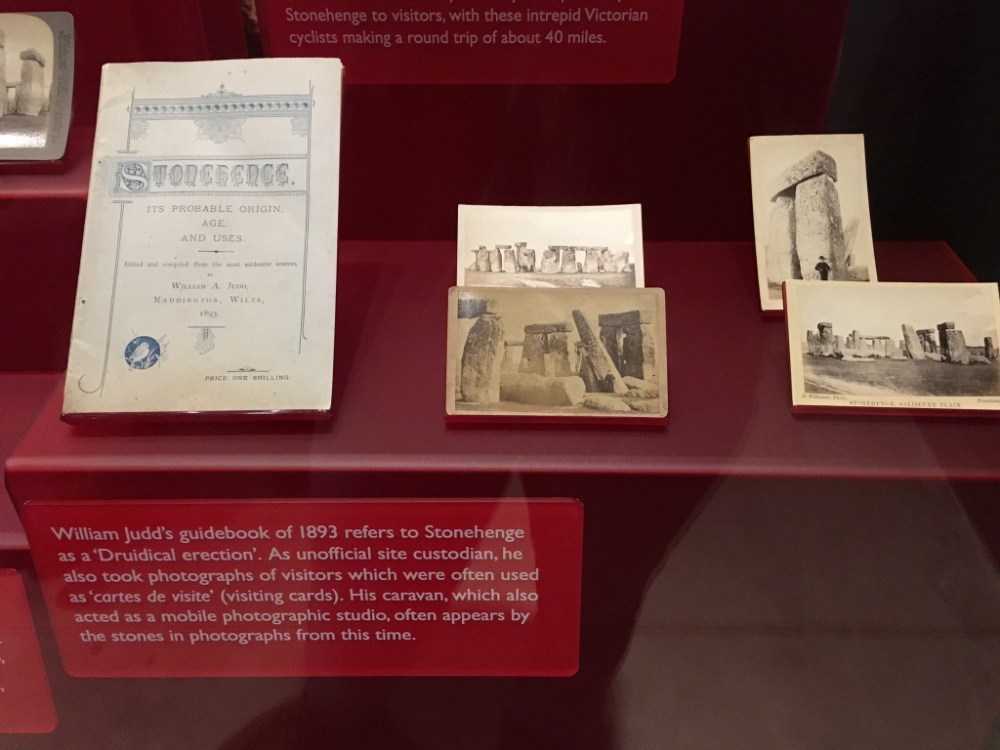 Stonehenge to visitors, with these intrepid Victorian
cyclists making a round trip of about 40 miles.
STONEHENGE.
ITS PROBABLE ORIGIN,
AGE,
AND USES.
Edited and compiled from the most authentic sources,
BY
WILLIAM A. JUDD,
MADDINGTON, WILTS,
1893.
PRICE, ONE SHILLING.
STONEHENGE, SALISBURY PLAIN
William Judd's guidebook of 1893 refers to Stonehenge
as a 'Druidical erection'. As unofficial site custodian, he
also took photographs of visitors which were often used
as 'cartes de visite' (visiting cards). His caravan, which also
acted as a mobile photographic studio, often appears by
the stones in photographs from this time.